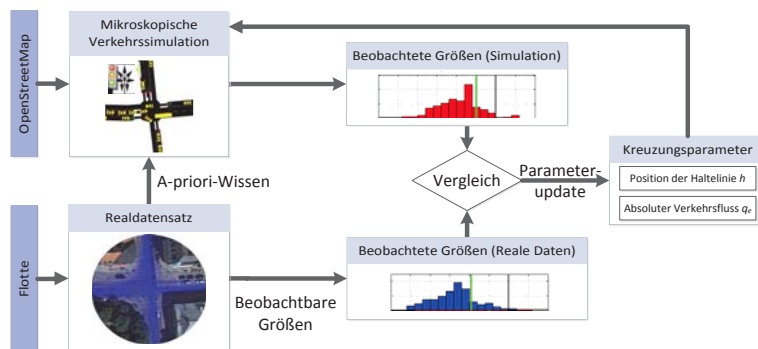 OpenStreetMap
Mikroskopische
Verkehrssimulation
Beobachtete Größen (Simulation)
A-priori-Wissen
Vergleich
Parameter-
update
Kreuzungsparameter
Position der Haltelinie h
Absoluter Verkehrsfluss qe
Flotte
Realdatensatz
Beobachtbare
Größen
Beobachtete Größen (Reale Daten)